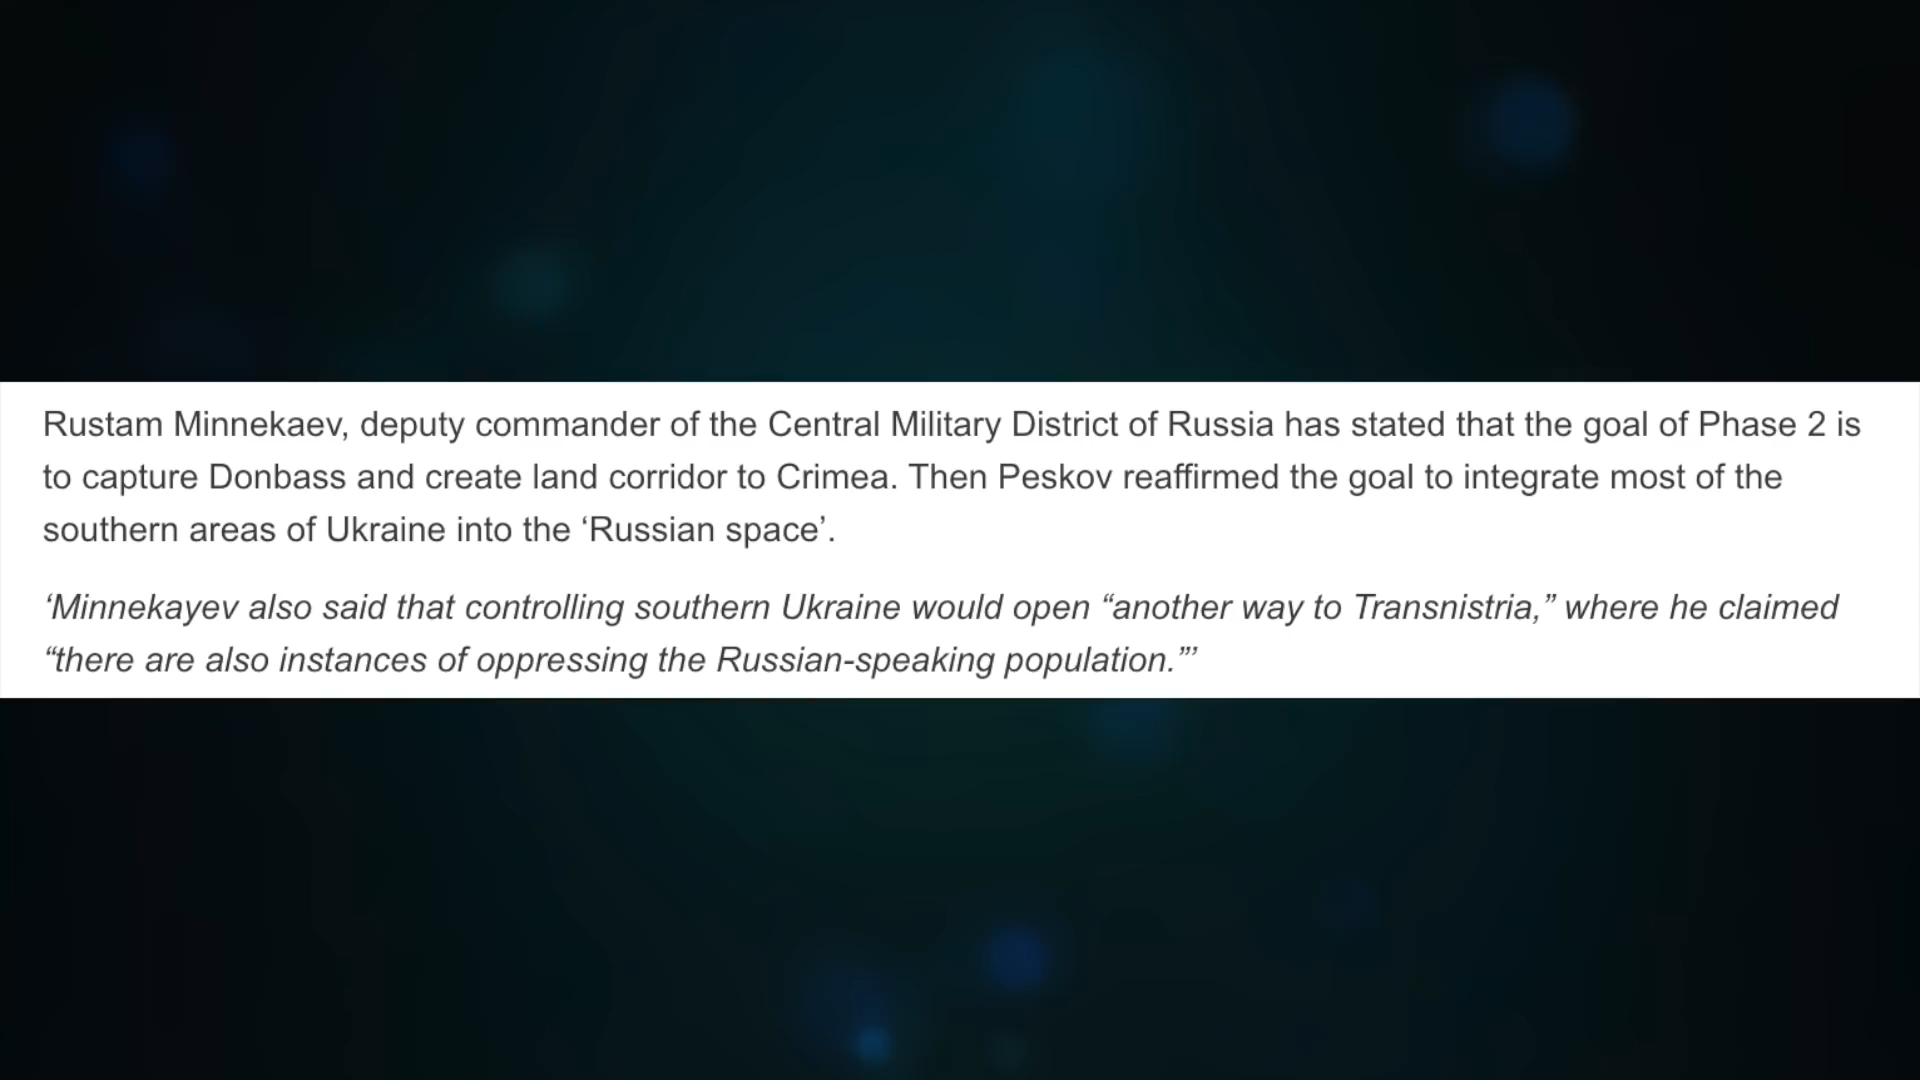 Rustam Minnekaev, deputy commander of the Central Military District of Russia has stated that the goal of Phase 2 is
to capture Donbass and create land corridor to Crimea. Then Peskov reaffirmed the goal to integrate most of the
southern areas of Ukraine into the ‘Russian space’.
‘Minnekayev also said that controlling southern Ukraine would open “another way to Transnistria,” where he claimed
“there are also instances of oppressing the Russian-speaking population.”’